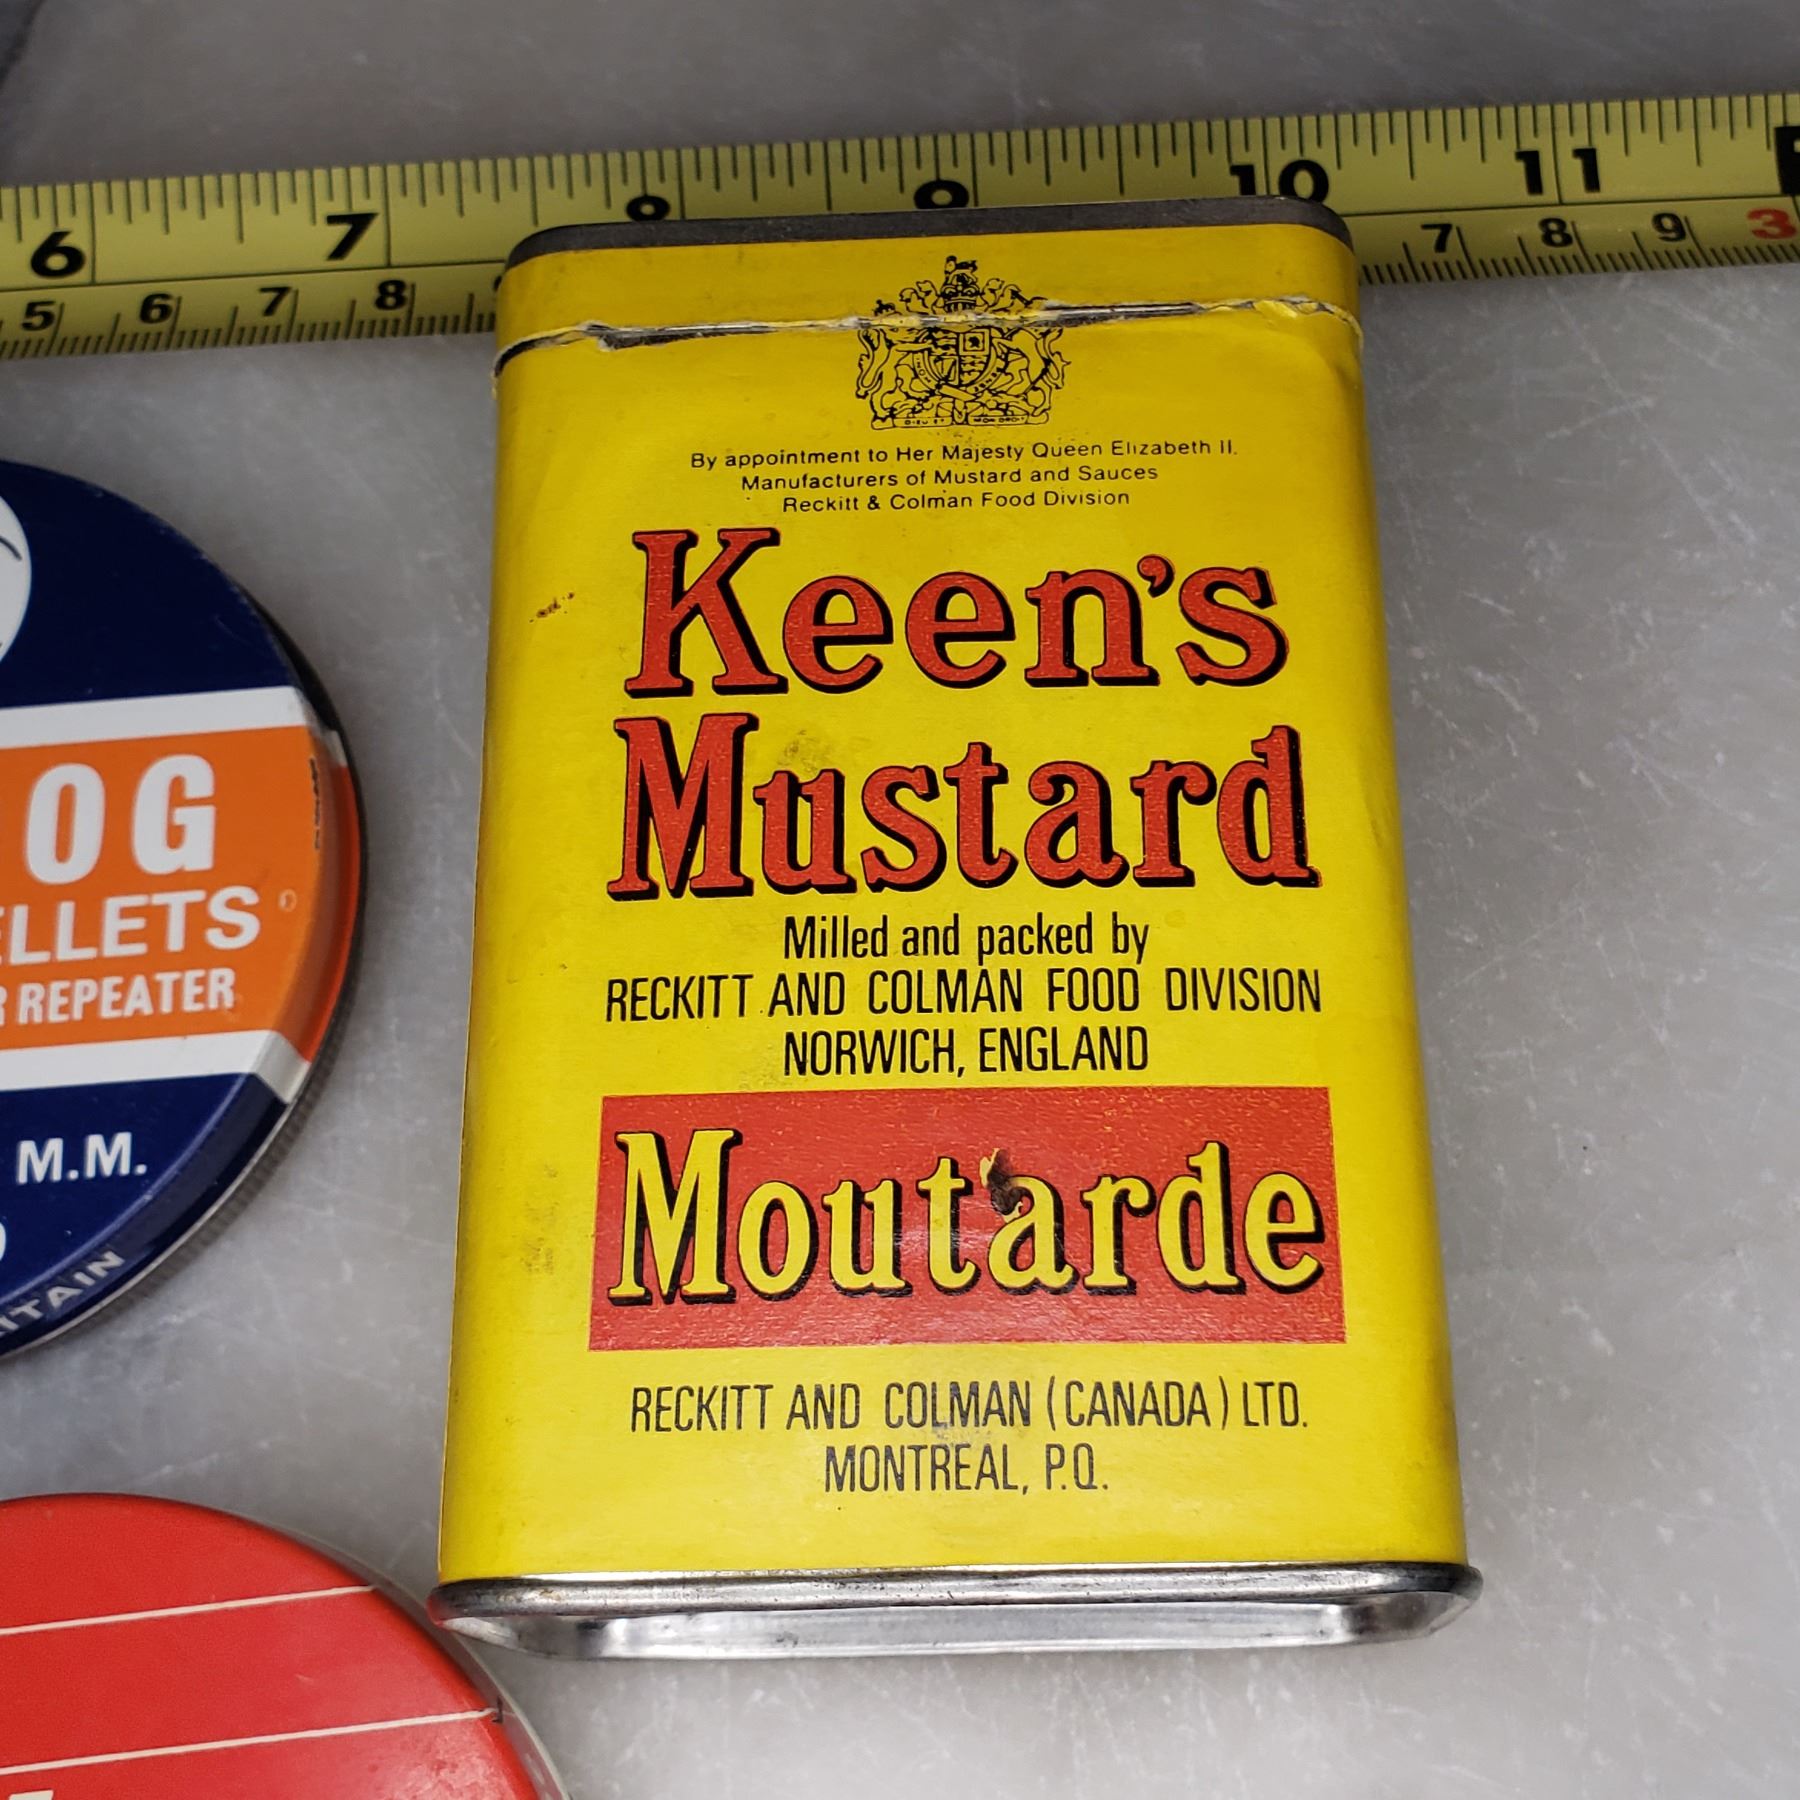 6 7 8 9 10 11
5 6 7 8 7 8 9 3
By appointment to Her Majesty Queen Elizabeth II.
Manufacturers of Mustard and Sauces
Reckitt & Colman Food Division
Keen's
Mustard
Milled and packed by
RECKITT AND COLMAN FOOD DIVISION
NORWICH, ENGLAND
Moutarde
RECKITT AND COLMAN (CANADA) LTD.
MONTREAL, P.Q.
OG
ELLETS
R REPEATER
M.M.
ITAIN